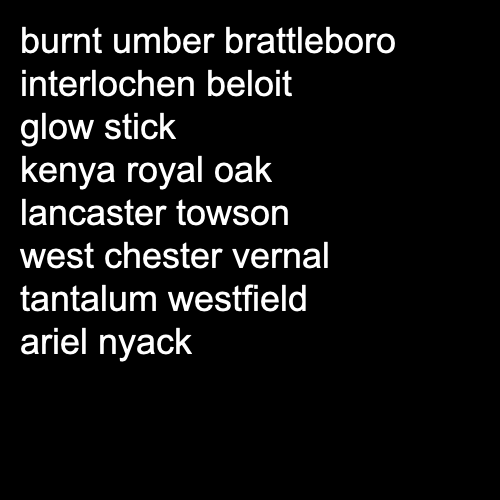 burnt umber brattleboro
interlochen beloit
glow stick
kenya royal oak
lancaster towson
west chester vernal
tantalum westfield
ariel nyack